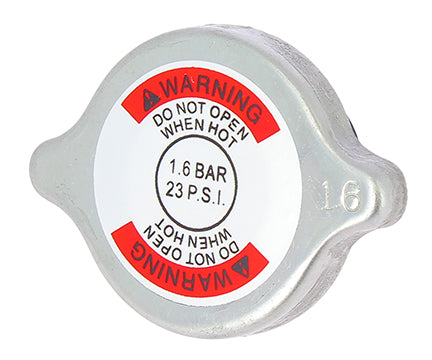 WARNING
DO NOT OPEN
WHEN HOT
1.6 BAR
23 P.S.I.
16
WHEN HOT
DO NOT OPEN
WARNING